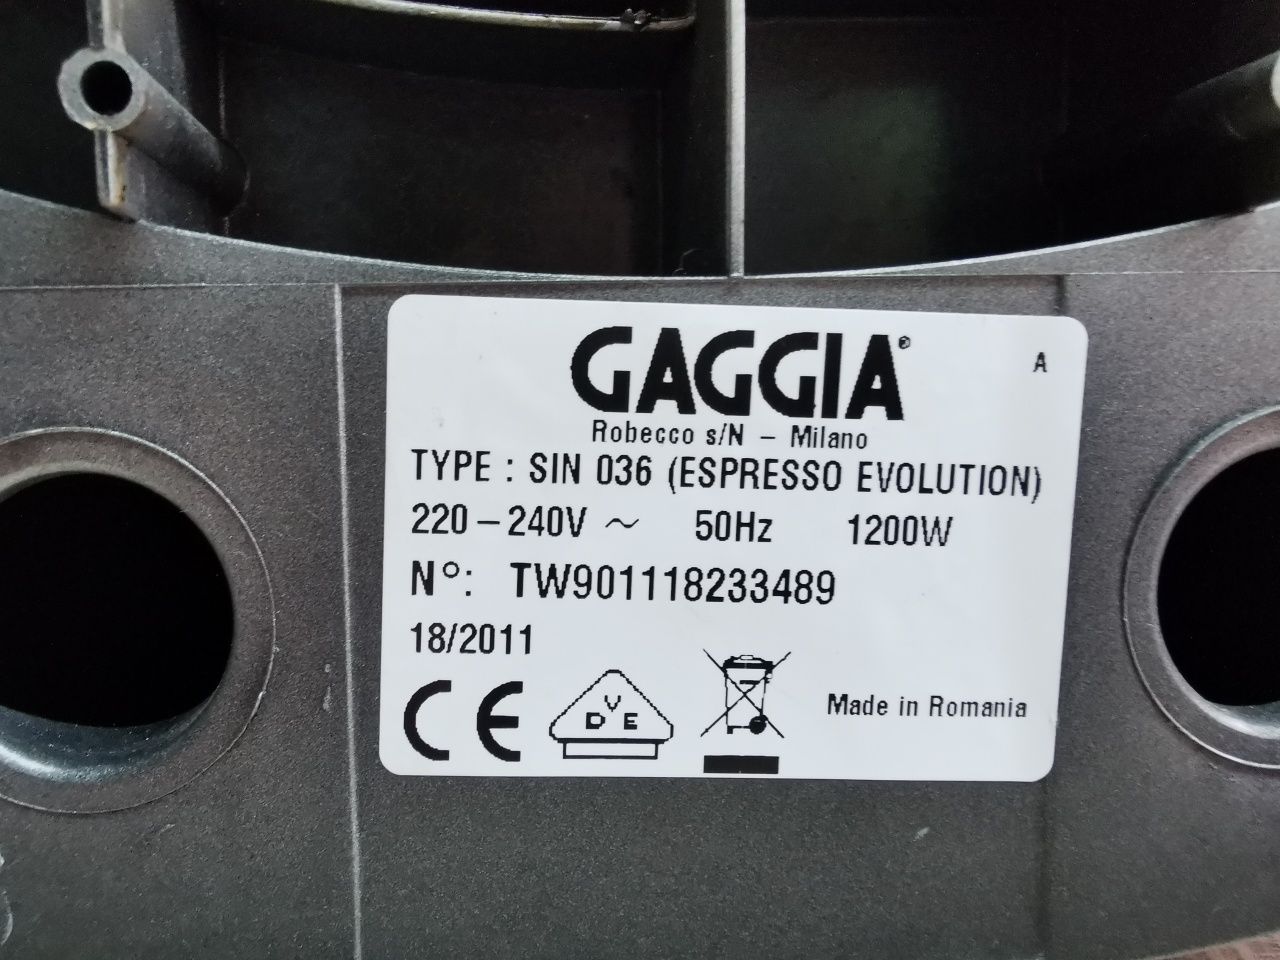 GAGGIA®
A
Robecco s/N – Milano
TYPE : SIN 036 (ESPRESSO EVOLUTION)
220–240V ~ 50Hz 1200W
N°: TW901118233489
18/2011
CE VDE
Made in Romania